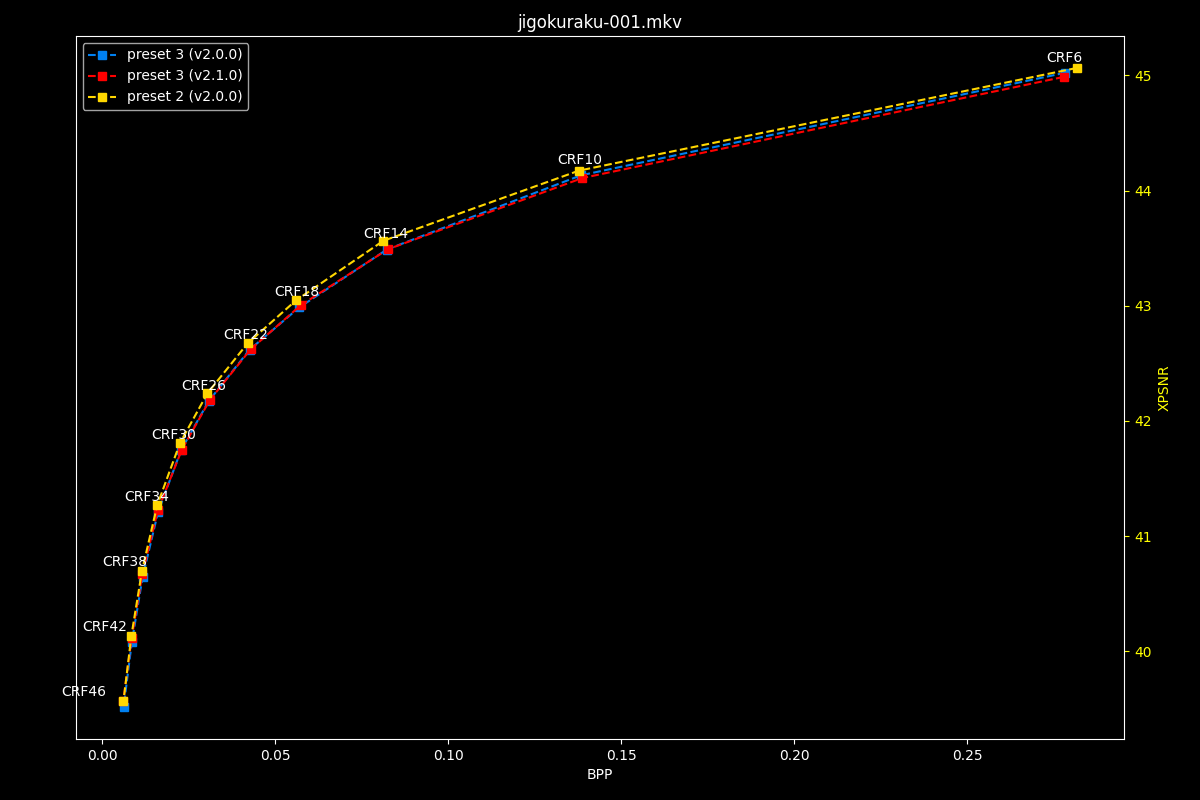 jigokuraku-001.mkv
preset 3 (v2.0.0)
preset 3 (v2.1.0)
preset 2 (v2.0.0)
CRF6
45
CRF10
44
CRF14
CRF18
43
CRF22
CRF26
XPSNR
42
CRF30
CRF34
41
CRF38
CRF42
40
CRF46
0.00 0.05 0.10 0.15 0.20 0.25
BPP